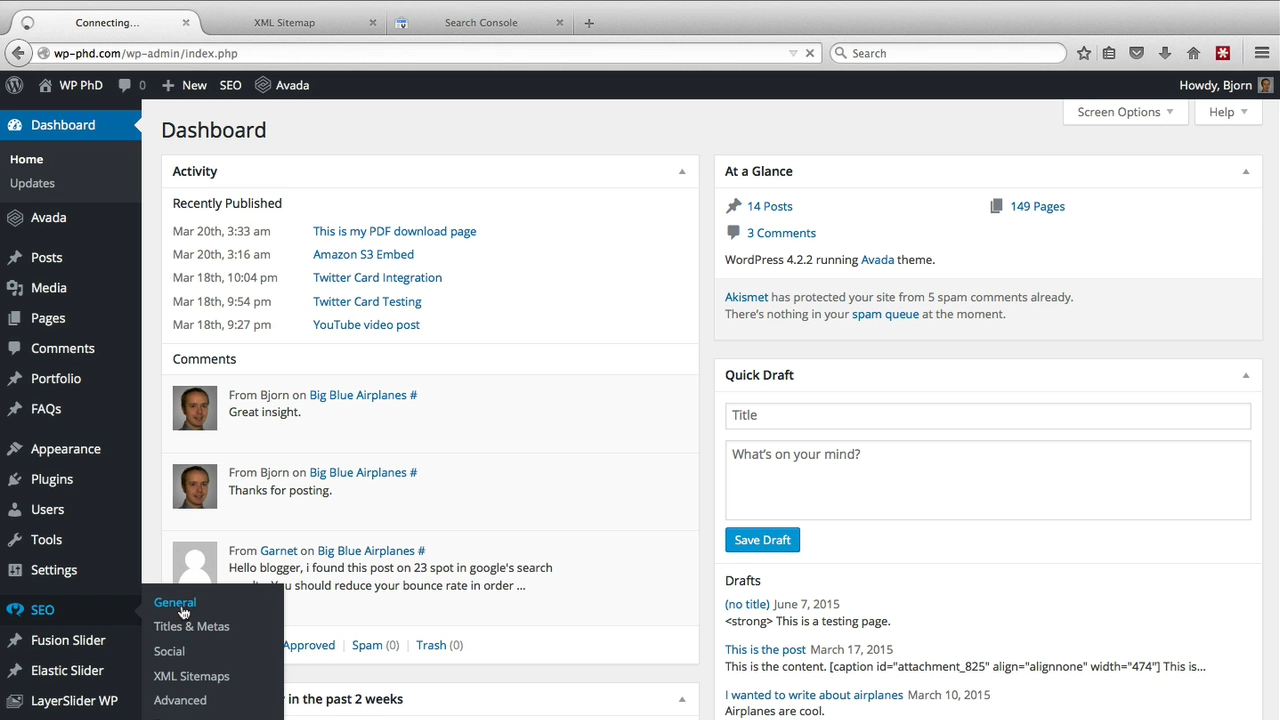 Connecting...
XML Sitemap
Search Console
wp-phd.com/wp-admin/index.php
Search
WP PhD
0
New
SEO
Avada
Howdy, Bjorn
Dashboard
Home
Updates
Avada
Posts
Media
Pages
Comments
Portfolio
FAQs
Appearance
Plugins
Users
Tools
Settings
SEO
Fusion Slider
Elastic Slider
LayerSlider WP
General
Titles & Metas
Social
XML Sitemaps
Advanced
Screen Options
Help
Dashboard
Activity
Recently Published
Mar 20th, 3:33 am This is my PDF download page
Mar 20th, 3:16 am Amazon S3 Embed
Mar 18th, 10:04 pm Twitter Card Integration
Mar 18th, 9:54 pm Twitter Card Testing
Mar 18th, 9:27 pm YouTube video post
Comments
From Bjorn on Big Blue Airplanes #
Great insight.
From Bjorn on Big Blue Airplanes #
Thanks for posting.
From Garnet on Big Blue Airplanes #
Hello blogger, i found this post on 23 spot in google's search
You should reduce your bounce rate in order ...
Approved | Spam (0) | Trash (0)
in the past 2 weeks
At a Glance
14 Posts
149 Pages
3 Comments
WordPress 4.2.2 running Avada theme.
Akismet has protected your site from 5 spam comments already.
There's nothing in your spam queue at the moment.
Quick Draft
Title
What's on your mind?
Save Draft
Drafts
(no title) June 7, 2015
<strong> This is a testing page.
This is the post March 17, 2015
This is the content. [caption id="attachment_825" align="alignnone" width="474"] This is...
I wanted to write about airplanes March 10, 2015
Airplanes are cool.